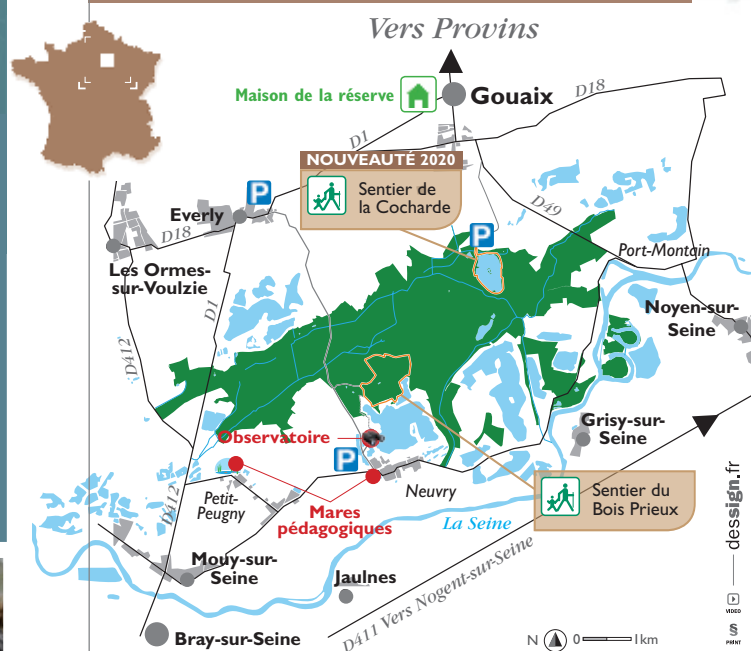 Vers Provins
Maison de la réserve
Gouaix
D18
D1
NOUVEAUTÉ 2020
Sentier de
la Cocharde
P
Everly
D18
D49
P
Port-Montain
Les Ormes-
sur-Voulzie
D1
Noyen-sur-
Seine
D412
Observatoire
Grisy-sur-
Seine
P
D412
Petit-
Peugny
Mares
pédagogiques
Neuvry
Sentier du
Bois Prieux
La Seine
Mouy-sur-
Seine
Jaulnes
D411 Vers Nogent-sur-Seine
Bray-sur-Seine
N 0 1km
dessign.fr
VIDEO
PRINT